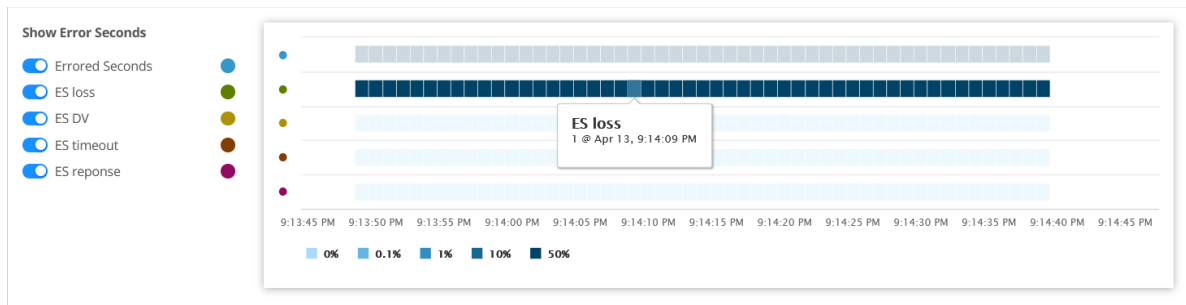 Show Error Seconds
Errored Seconds
ES loss
ES DV
ES timeout
ES reponse
ES loss
1 @ Apr 13, 9:14:09 PM
9:13:45 PM 9:13:50 PM 9:13:55 PM 9:14:00 PM 9:14:05 PM 9:14:10 PM 9:14:15 PM 9:14:20 PM 9:14:25 PM 9:14:30 PM 9:14:35 PM 9:14:40 PM 9:14:45 PM
0% 0.1% 1% 10% 50%